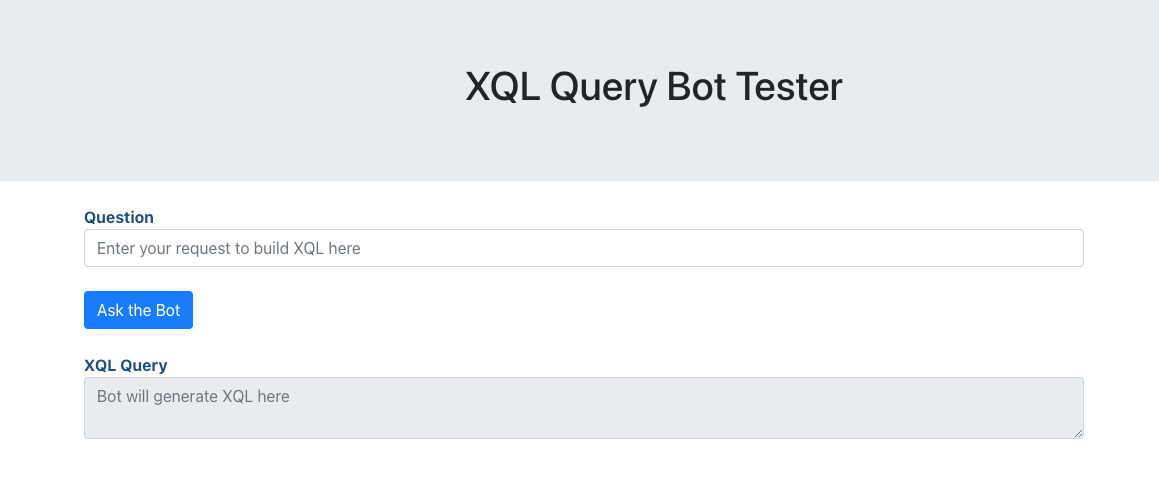 XQL Query Bot Tester
Question
Enter your request to build XQL here
Ask the Bot
XQL Query
Bot will generate XQL here